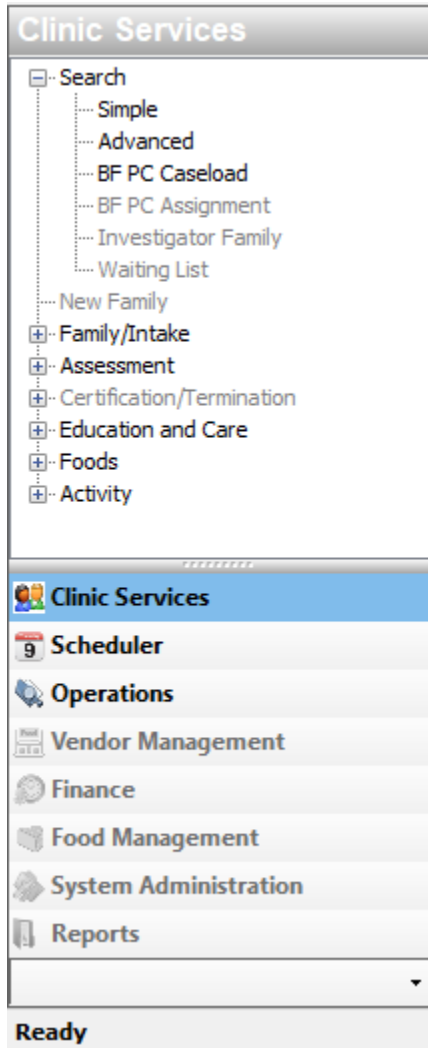 Clinic Services
Search
Simple
Advanced
BF PC Caseload
BF PC Assignment
Investigator Family
Waiting List
New Family
Family/Intake
Assessment
Certification/Termination
Education and Care
Foods
Activity
Clinic Services
9 Scheduler
Operations
Vendor Management
Finance
Food Management
System Administration
Reports
Ready